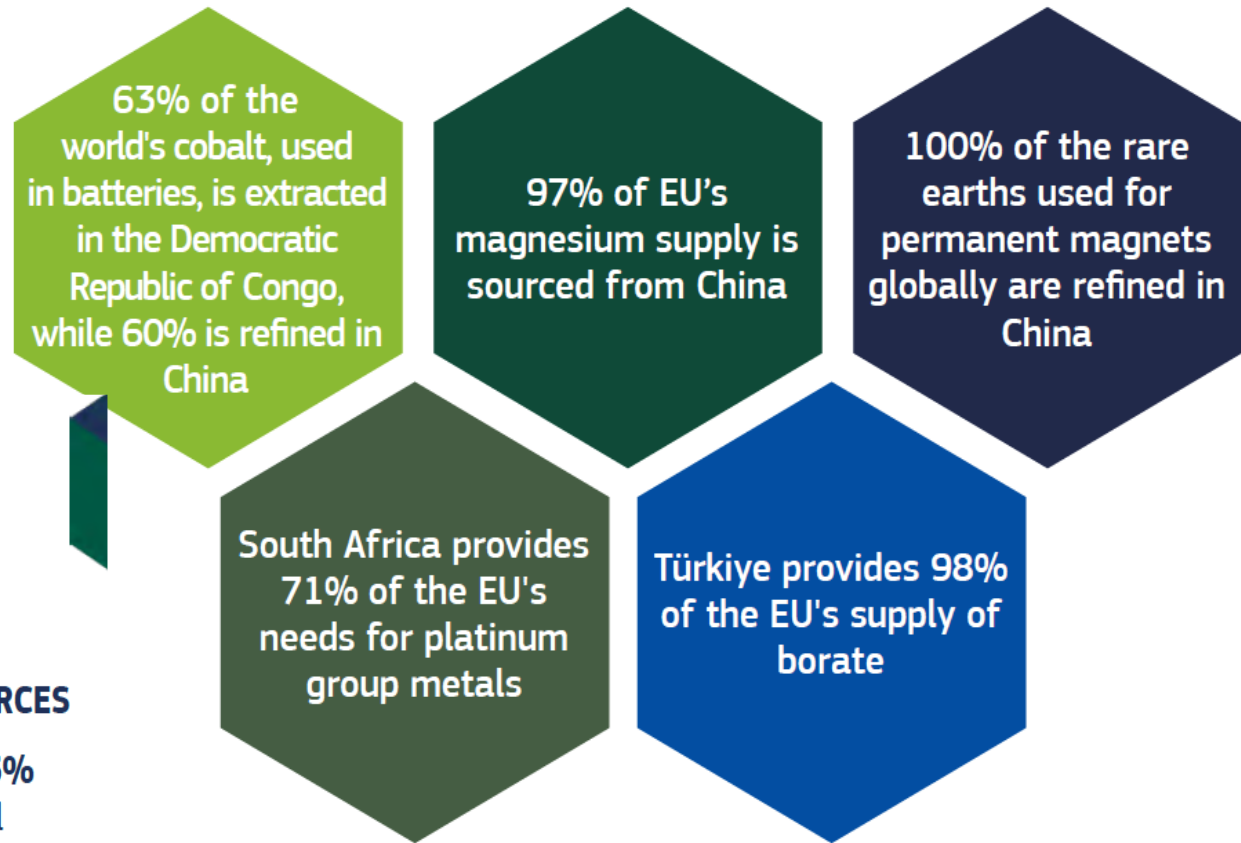 63% of the
world's cobalt, used
in batteries, is extracted
in the Democratic
Republic of Congo,
while 60% is refined in
China
97% of EU’s
magnesium supply is
sourced from China
100% of the rare
earths used for
permanent magnets
globally are refined in
China
South Africa provides
71% of the EU's
needs for platinum
group metals
Türkiye provides 98%
of the EU's supply of
borate
RCES
%